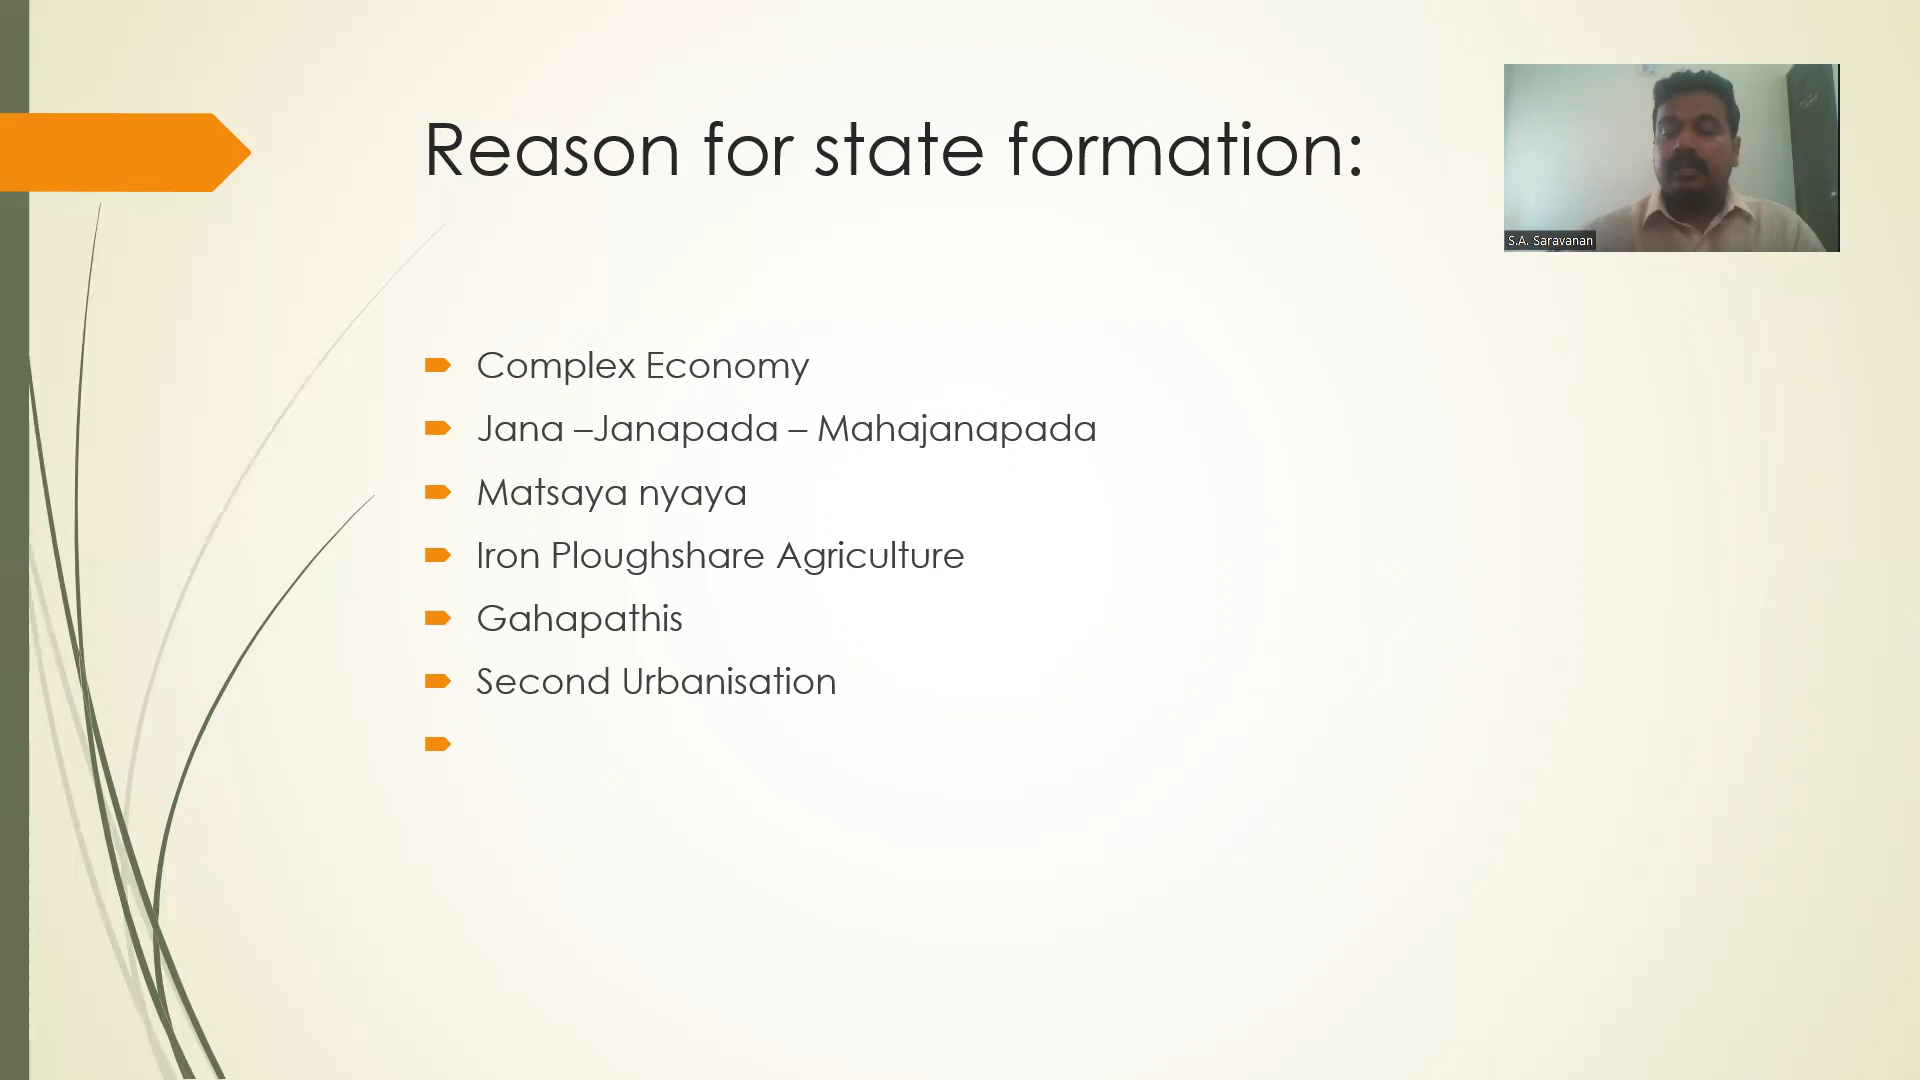 Reason for state formation:
S.A. Saravanan
Complex Economy
Jana –Janapada – Mahajanapada
Matsaya nyaya
Iron Ploughshare Agriculture
Gahapathis
Second Urbanisation